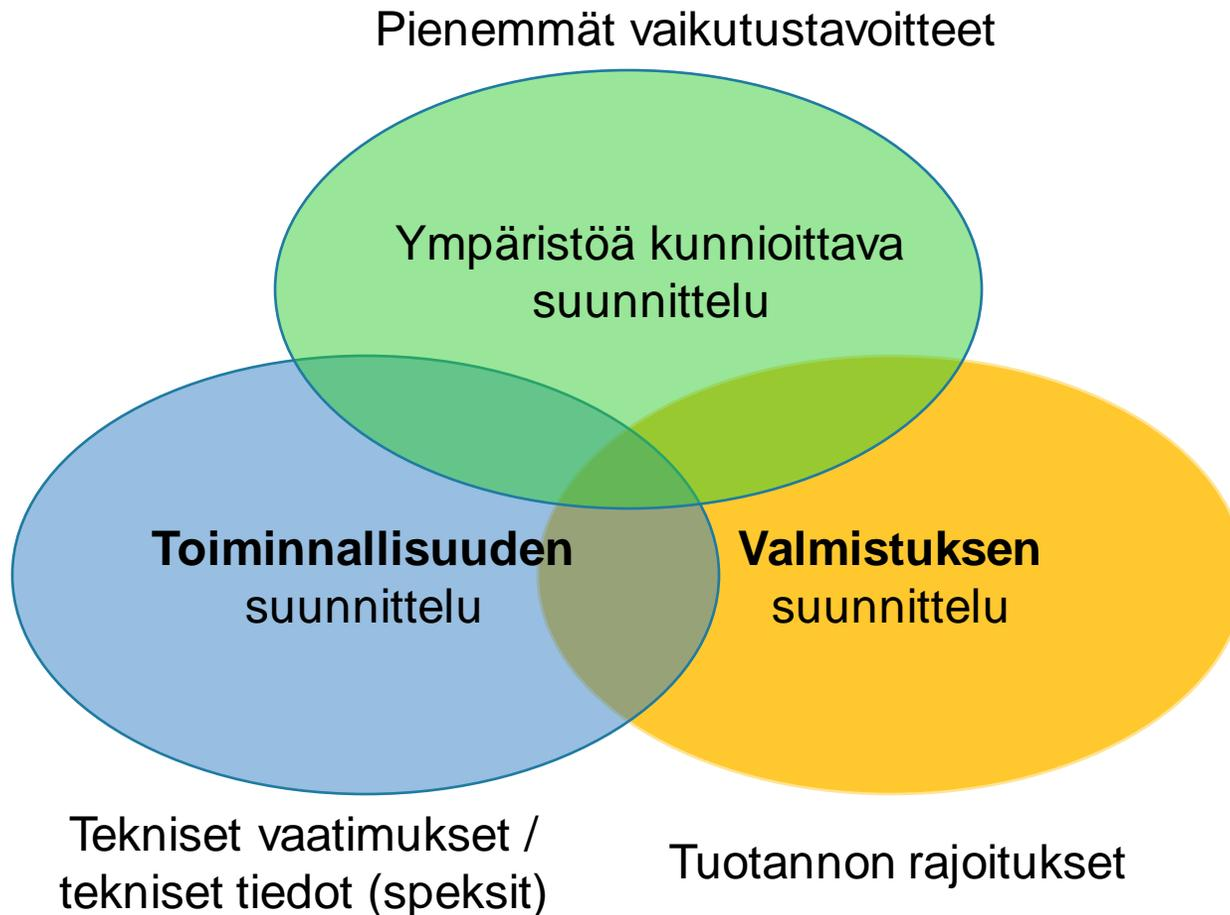 Pienemmät vaikutustavoitteet
Ympäristöä kunnioittava
suunnittelu
Toiminnallisuuden
suunnittelu
Valmistuksen
suunnittelu
Tekniset vaatimukset /
tekniset tiedot (speksit)
Tuotannon rajoitukset